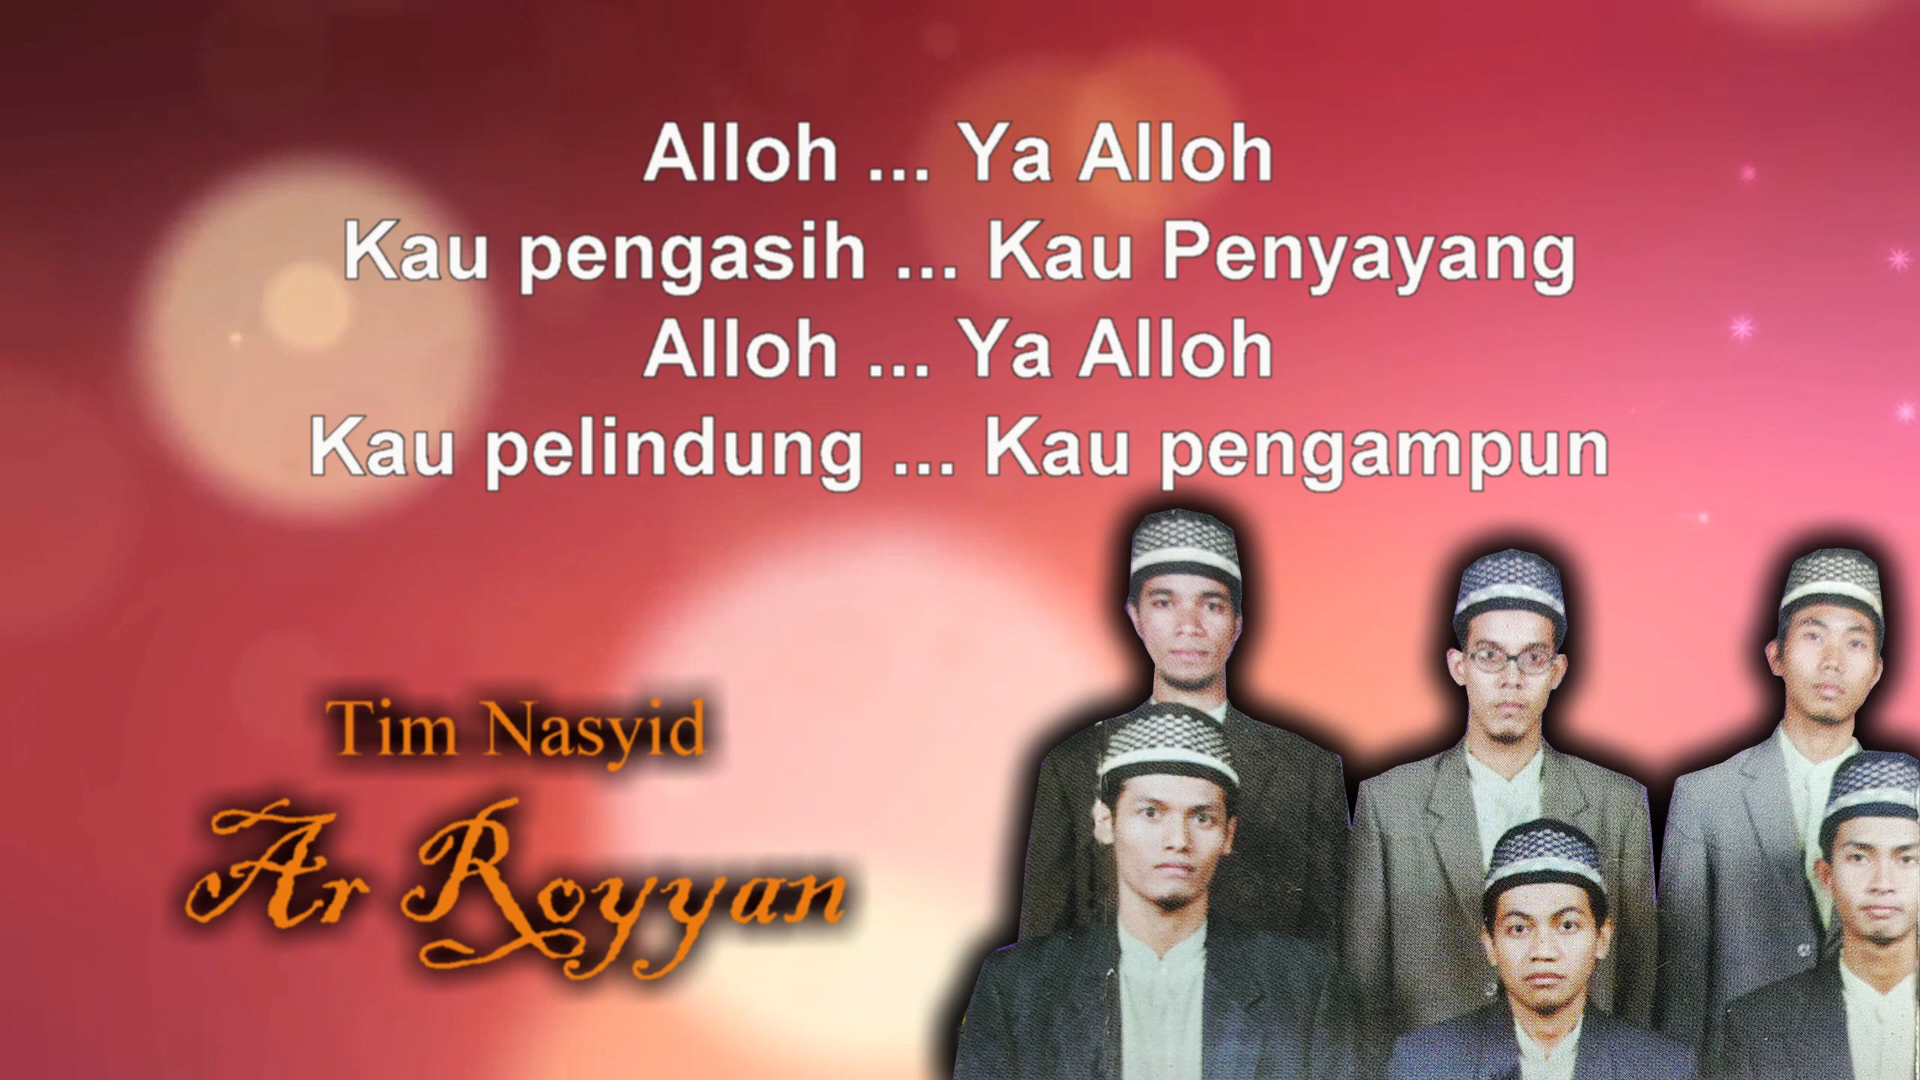 Alloh ... Ya Alloh
Kau pengasih ... Kau Penyayang
Alloh ... Ya Alloh
Kau pelindung ... Kau pengampun
Tim Nasyid
Ar Royyan